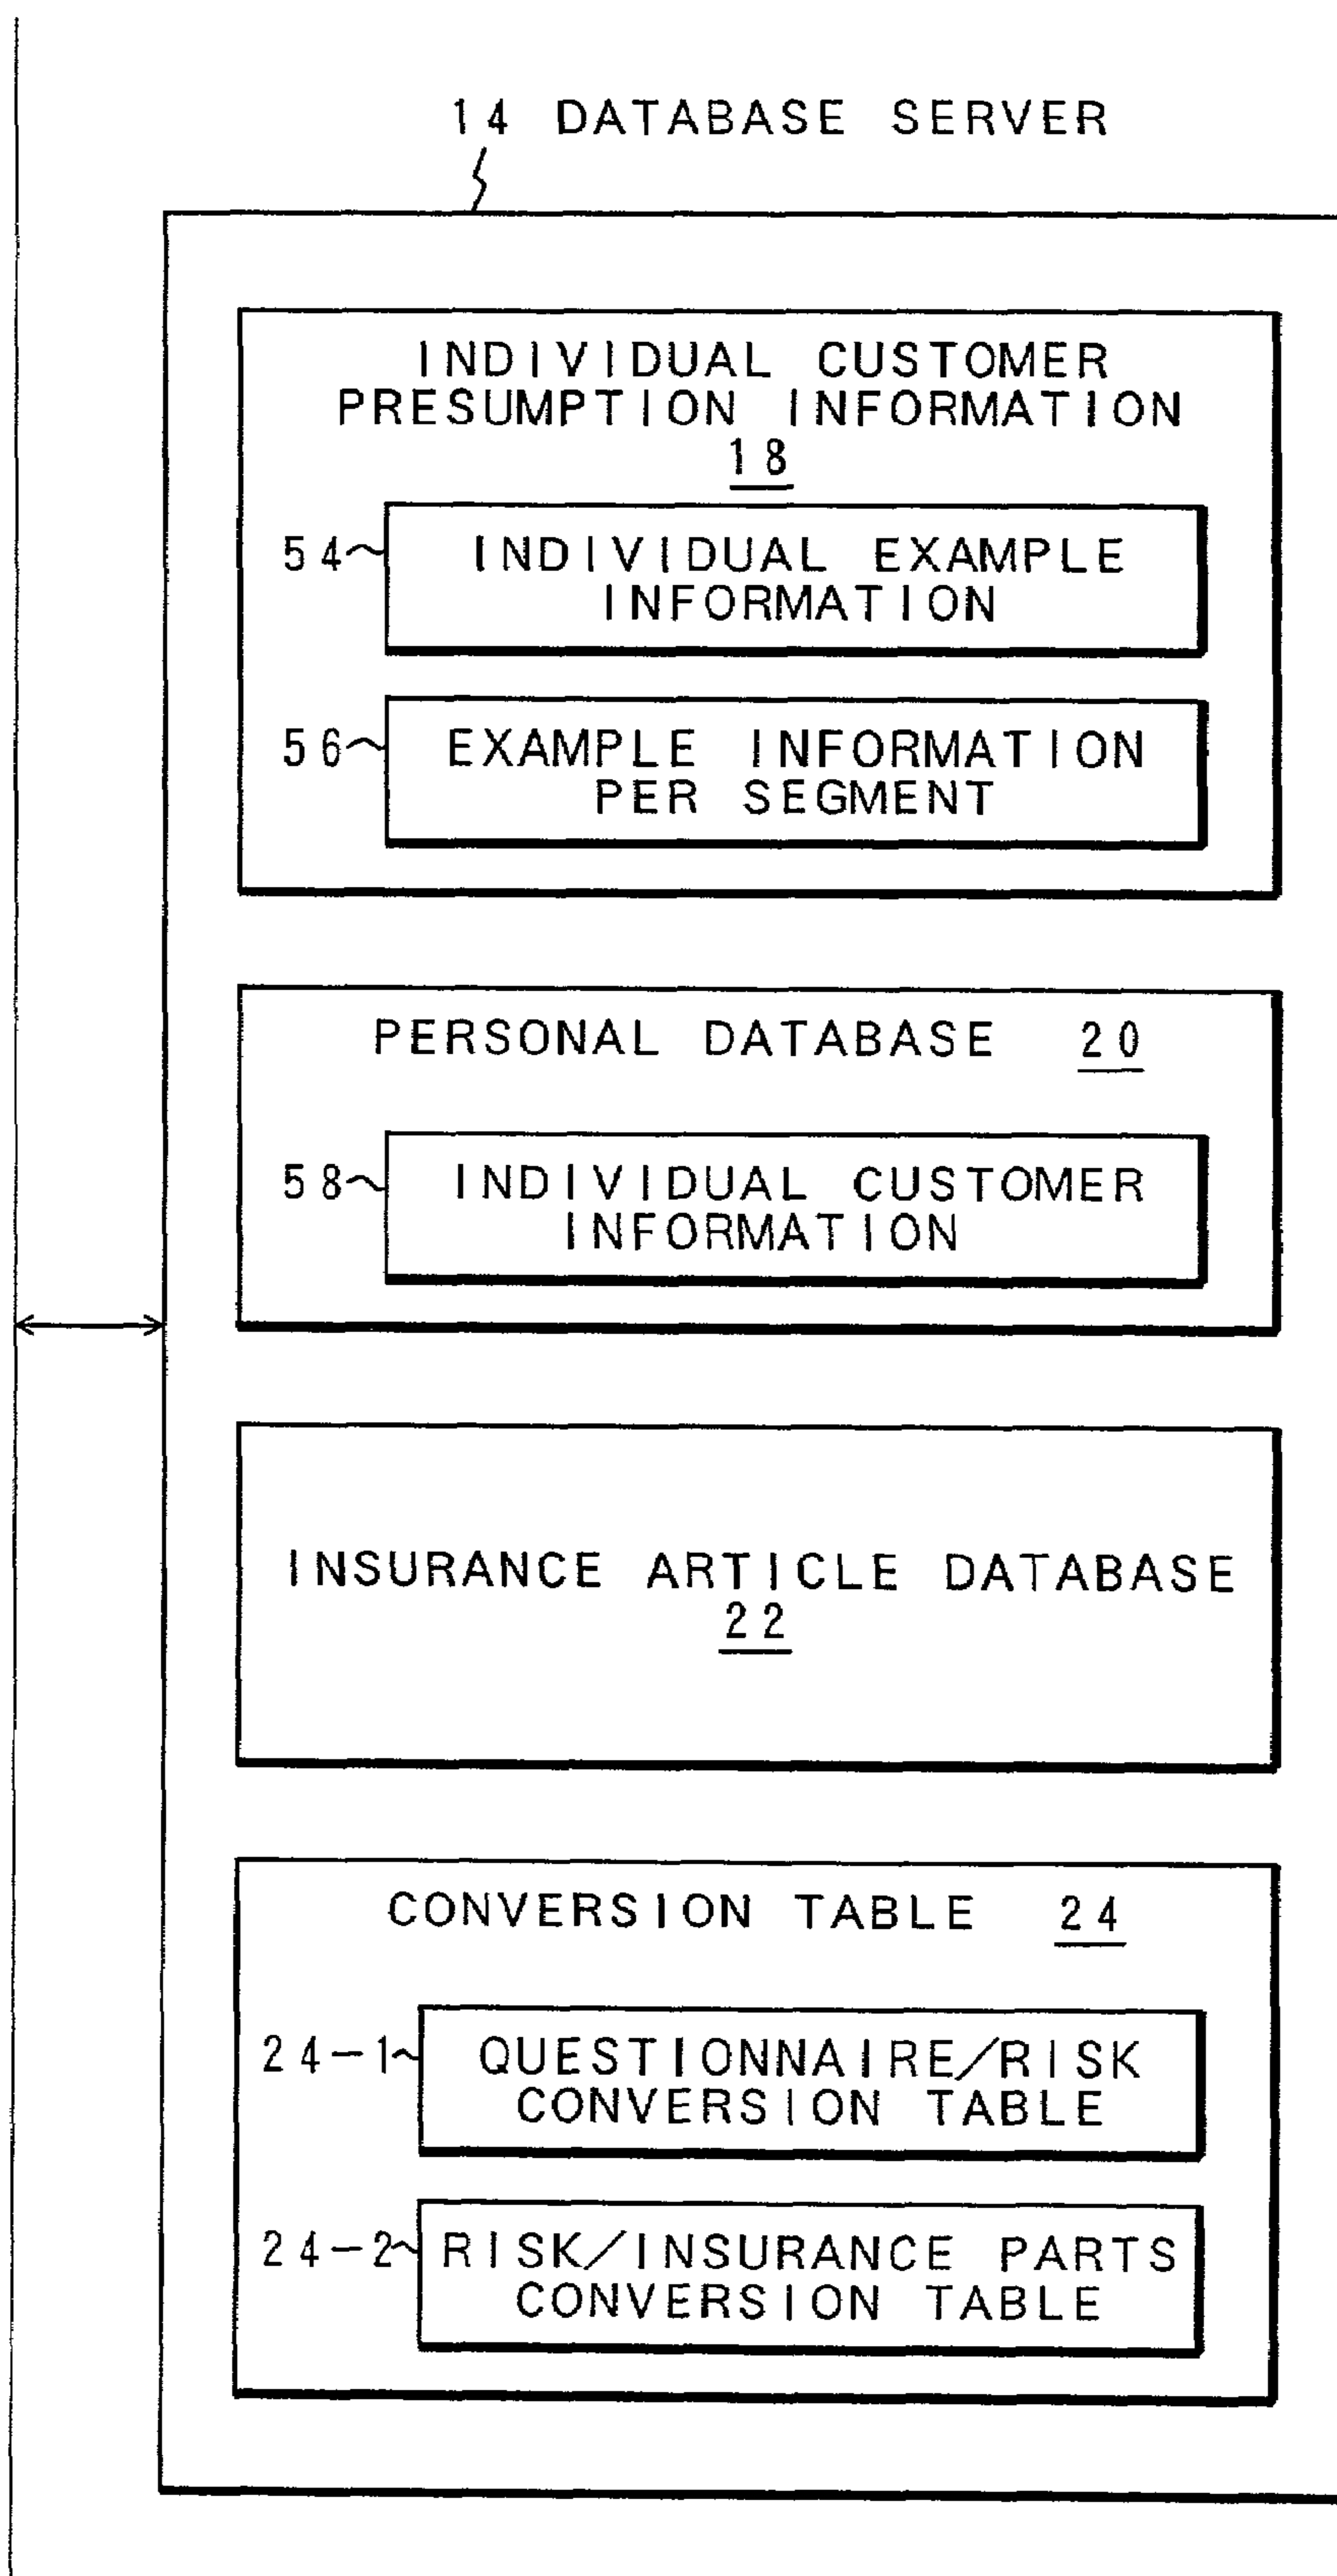 14 DATABASE SERVER
INDIVIDUAL CUSTOMER
PRESUMPTION INFORMATION
18
54
INDIVIDUAL EXAMPLE
INFORMATION
56
EXAMPLE INFORMATION
PER SEGMENT
PERSONAL DATABASE 20
58
INDIVIDUAL CUSTOMER
INFORMATION
INSURANCE ARTICLE DATABASE
22
CONVERSION TABLE 24
24-1
QUESTIONNAIRE/RISK
CONVERSION TABLE
24-2
RISK/INSURANCE PARTS
CONVERSION TABLE